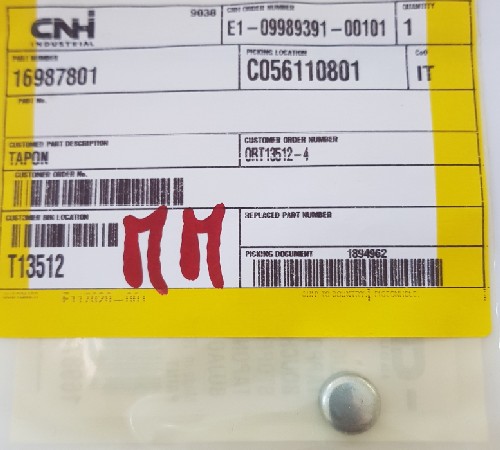 CNH
INDUSTRIAL
9038
CNH ORDER NUMBER
E1-09989391-00101
QUANTITY
1
PART NUMBER
16987801
PICKING LOCATION
C056110801
CoO
IT
PART No.
CUSTOMER PART DESCRIPTION
TAPON
CUSTOMER ORDER NUMBER
ORT13512-4
CUSTOMER ORDER No.
CUSTOMER BIN LOCATION
T13512
REPLACED PART NUMBER
PICKING DOCUMENT
1894962